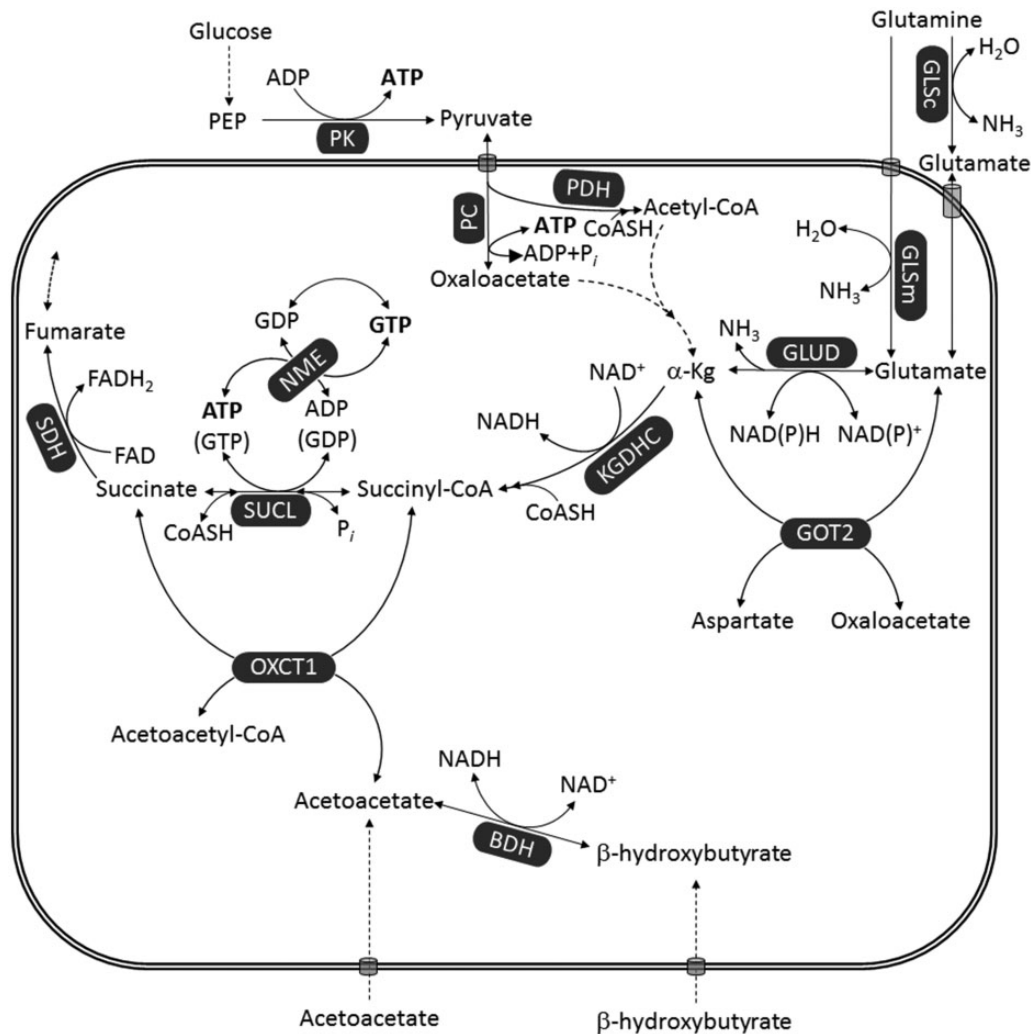 Glucose
Glutamine
ADP
ATP
H₂O
GLSc
PEP
PK
Pyruvate
NH₃
Glutamate
PDH
PC
ATP
CoASH
Acetyl-CoA
ADP+Pi
H₂O
GLSm
NH₃
Oxaloacetate
Fumarate
GDP
GTP
NME
NH₃
GLUD
α-Kg
Glutamate
FADH₂
SDH
ATP
(GTP)
ADP
(GDP)
NAD⁺
NADH
KGDHC
NAD(P)H
NAD(P)⁺
FAD
Succinate
SUCL
Succinyl-CoA
CoASH
Pi
CoASH
GOT2
Aspartate
Oxaloacetate
OXCT1
Acetoacetyl-CoA
NADH
NAD⁺
Acetoacetate
BDH
β-hydroxybutyrate
Acetoacetate
β-hydroxybutyrate